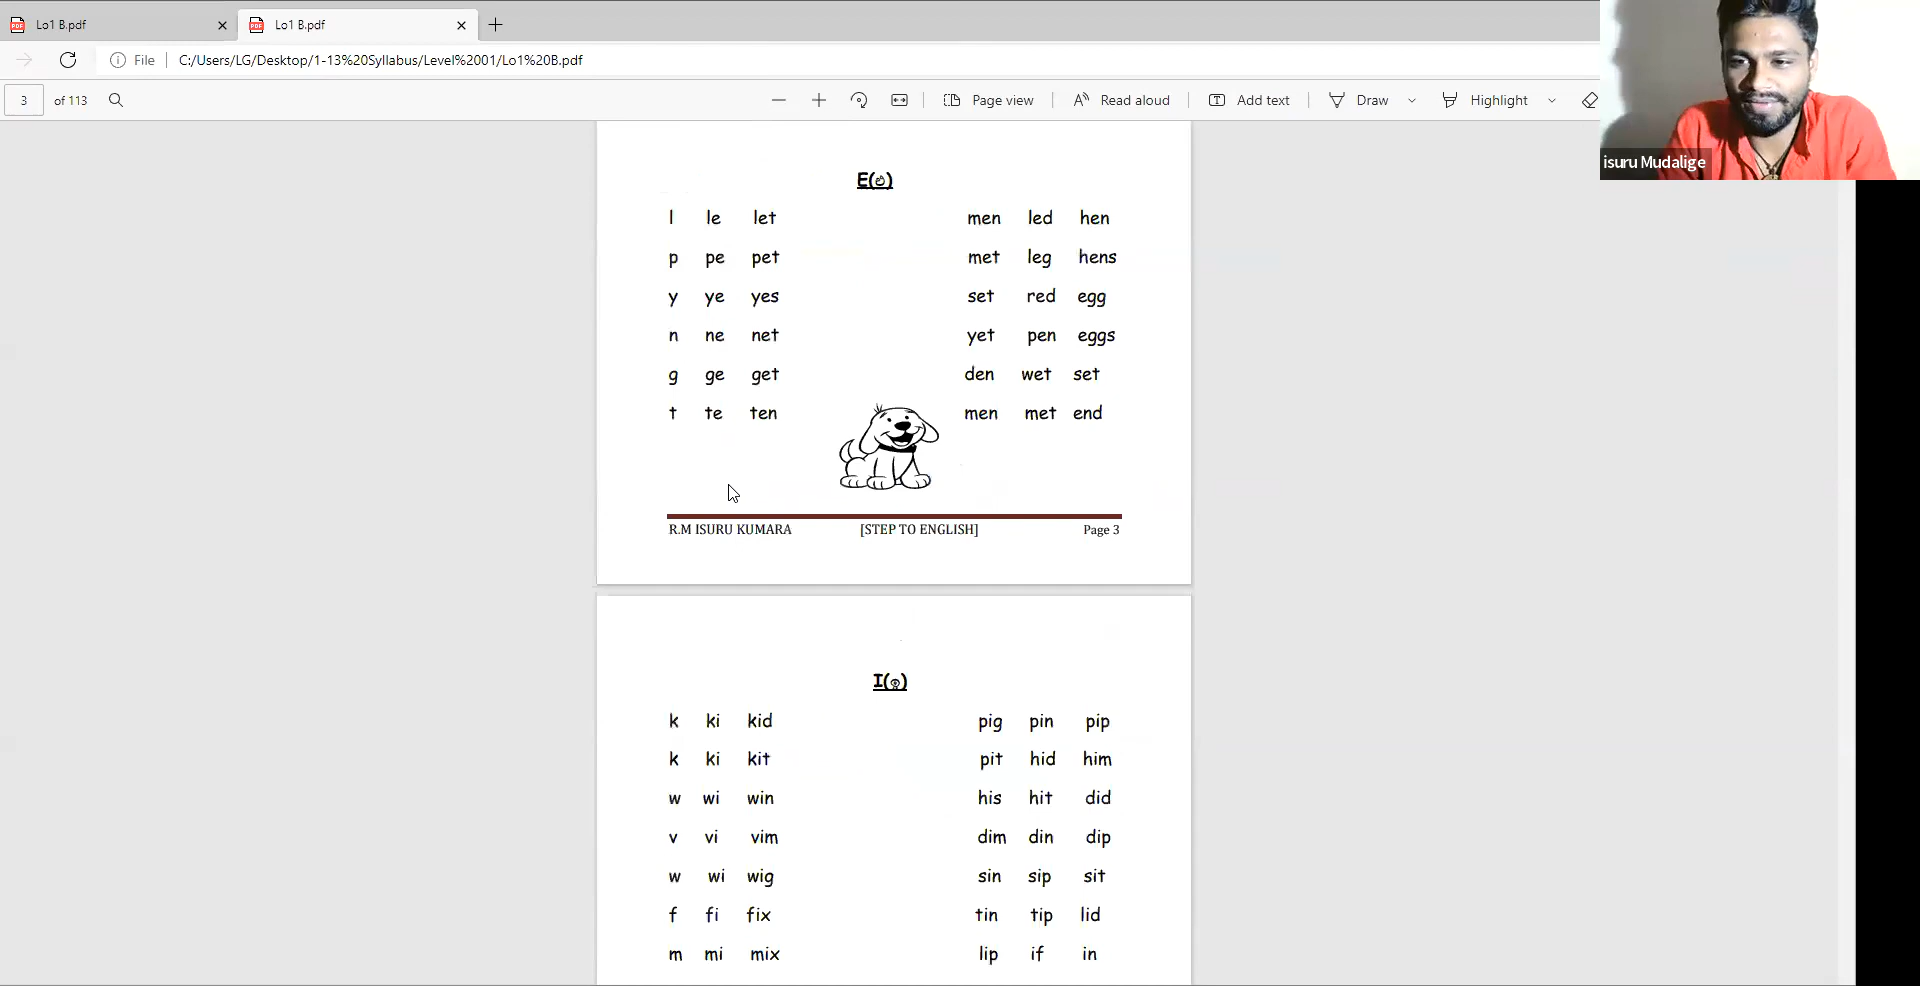 Lo1 B.pdf
Lo1 B.pdf
File C:/Users/LG/Desktop/1-13%20Syllabus/Level%2001/Lo1%20B.pdf
3 of 113 Page view Read aloud Add text Draw Highlight
isuru Mudalige
E(එ)
l le let men led hen
p pe pet met leg hens
y ye yes set red egg
n ne net yet pen eggs
g ge get den wet set
t te ten men met end
R.M ISURU KUMARA [STEP TO ENGLISH] Page 3
I(ඉ)
k ki kid pig pin pip
k ki kit pit hid him
w wi win his hit did
v vi vim dim din dip
w wi wig sin sip sit
f fi fix tin tip lid
m mi mix lip if in